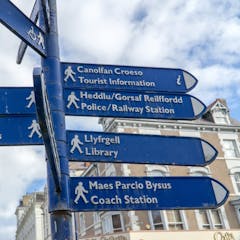 Canolfan Croeso
Tourist Information
i
Heddlu/Gorsaf Reilffordd
Police/Railway Station
Llyfrgell
Library
Maes Parcio Bysus
Coach Station